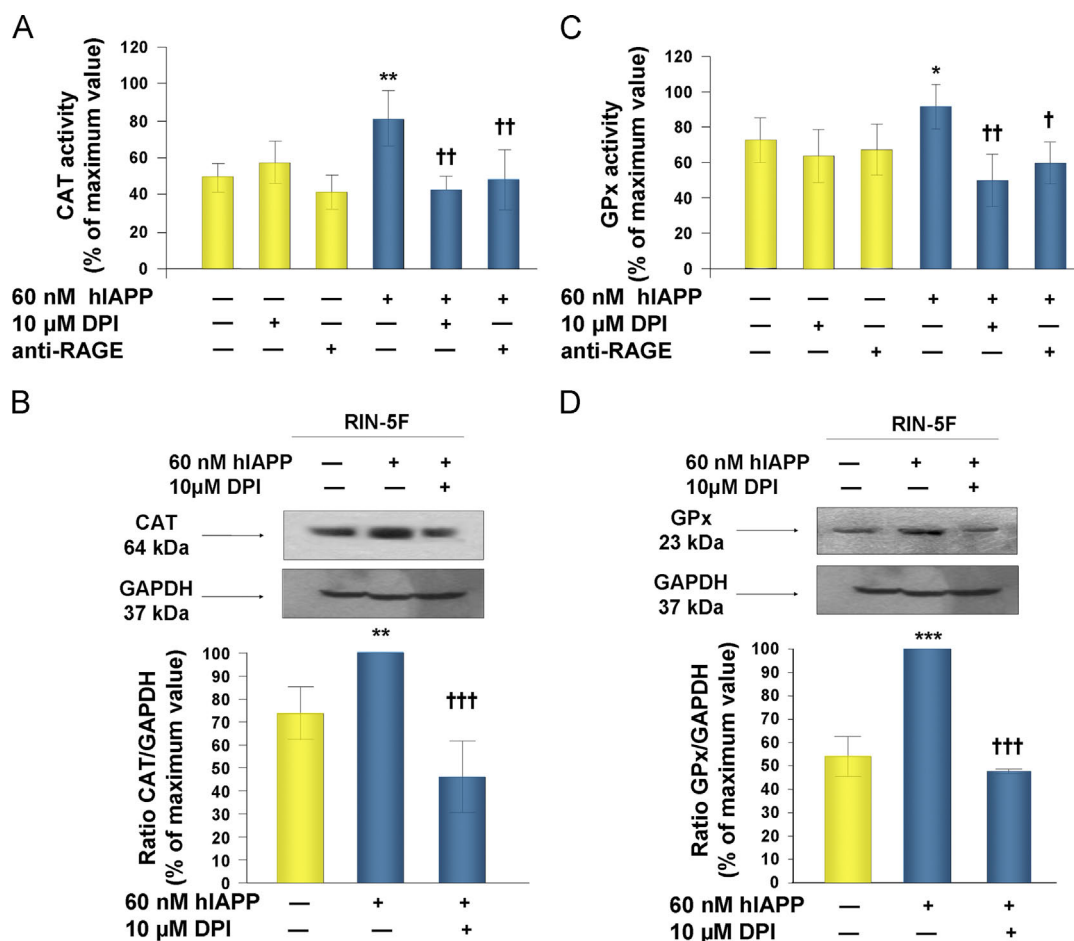 A
CAT activity
(% of maximum value)
120
100
80
60
40
20
0
**
††
††
60 nM hIAPP — — — + + +
10 µM DPI — + — — + —
anti-RAGE — — + — — +
C
GPx activity
(% of maximum value)
120
100
80
60
40
20
0
*
††
†
60 nM hIAPP — — — + + +
10 µM DPI — + — — + —
anti-RAGE — — + — — +
B
RIN-5F
60 nM hIAPP — + +
10µM DPI — — +
CAT
64 kDa
GAPDH
37 kDa
Ratio CAT/GAPDH
(% of maximum value)
100
90
80
70
60
50
40
30
20
100
0
**
†††
60 nM hIAPP — + +
10 µM DPI — — +
D
RIN-5F
60 nM hIAPP — + +
10µM DPI — — +
GPx
23 kDa
GAPDH
37 kDa
Ratio GPx/GAPDH
(% of maximum value)
100
90
80
70
60
50
40
30
20
100
0
***
†††
60 nM hIAPP — + +
10 µM DPI — — +